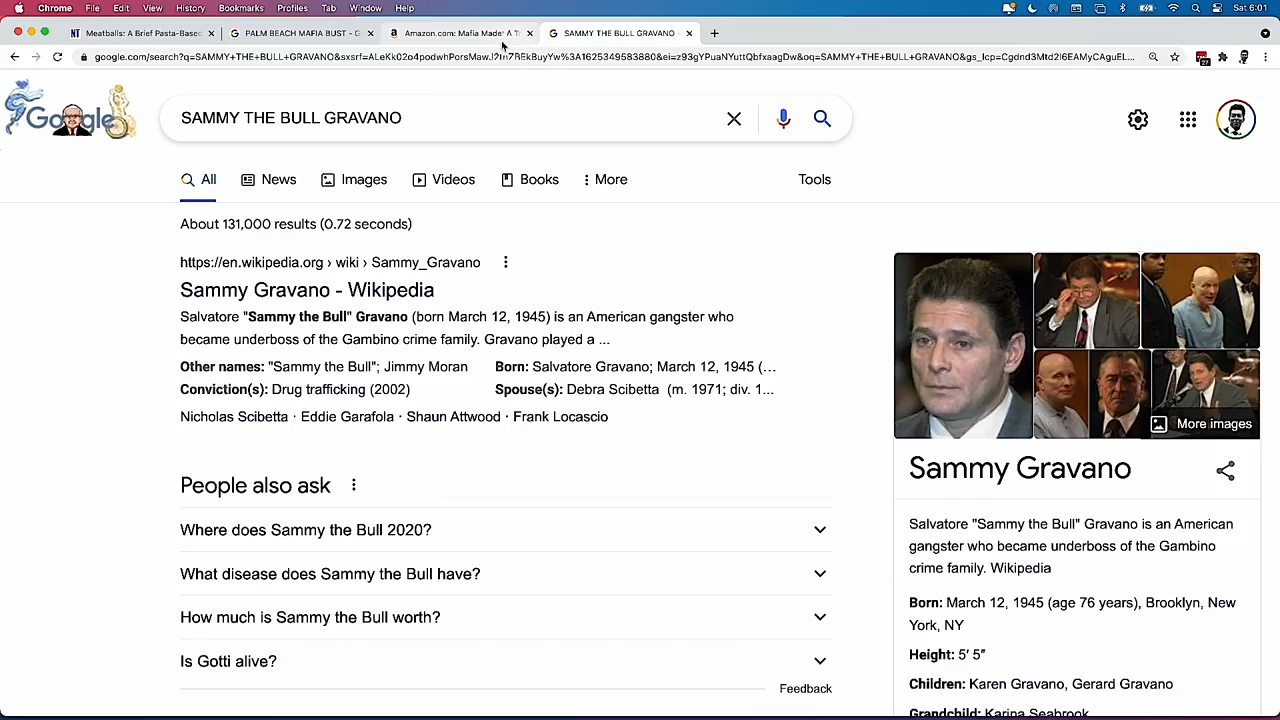 Chrome File Edit View History Bookmarks Profiles Tab Window Help
Sat 6:01
Meatballs: A Brief Pasta-Based
PALM BEACH MAFIA BUST - G
Amazon.com: Mafia Made: A T
SAMMY THE BULL GRAVANO -
Google
SAMMY THE BULL GRAVANO
All News Images Videos Books More Tools
About 131,000 results (0.72 seconds)
https://en.wikipedia.org › wiki › Sammy_Gravano
Sammy Gravano - Wikipedia
Salvatore "Sammy the Bull" Gravano (born March 12, 1945) is an American gangster who
became underboss of the Gambino crime family. Gravano played a ...
Other names: "Sammy the Bull"; Jimmy Moran Born: Salvatore Gravano; March 12, 1945 (...
Conviction(s): Drug trafficking (2002) Spouse(s): Debra Scibetta (m. 1971; div. 1...
Nicholas Scibetta · Eddie Garafola · Shaun Attwood · Frank Locascio
People also ask
Where does Sammy the Bull 2020?
What disease does Sammy the Bull have?
How much is Sammy the Bull worth?
Is Gotti alive?
Feedback
More images
Sammy Gravano
Salvatore "Sammy the Bull" Gravano is an American
gangster who became underboss of the Gambino
crime family. Wikipedia
Born: March 12, 1945 (age 76 years), Brooklyn, New
York, NY
Height: 5′ 5″
Children: Karen Gravano, Gerard Gravano
Grandchild: Karina Seabrook